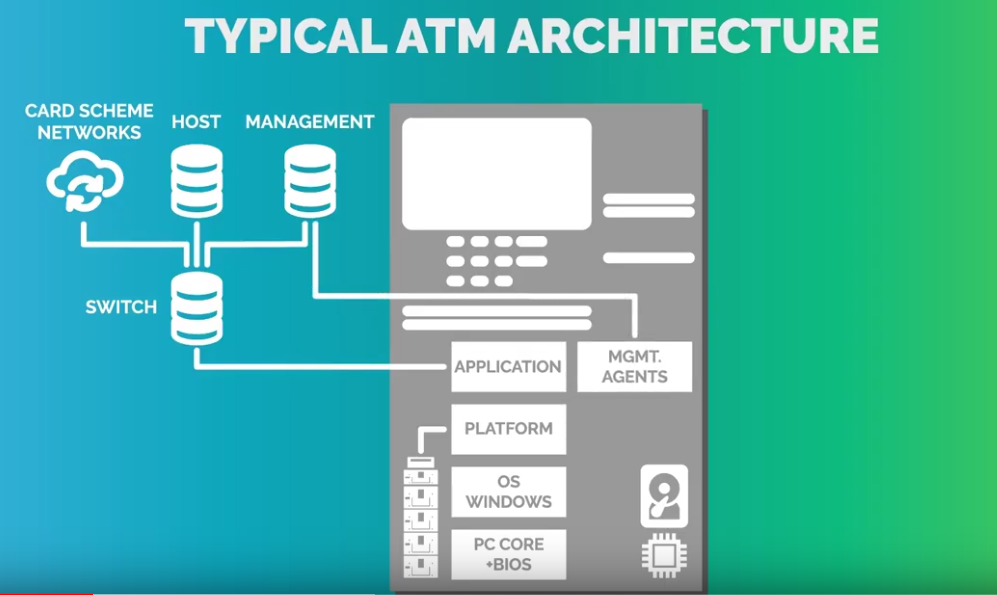 TYPICAL ATM ARCHITECTURE
CARD SCHEME
NETWORKS
HOST
MANAGEMENT
SWITCH
APPLICATION
MGMT.
AGENTS
PLATFORM
OS
WINDOWS
PC CORE
+BIOS